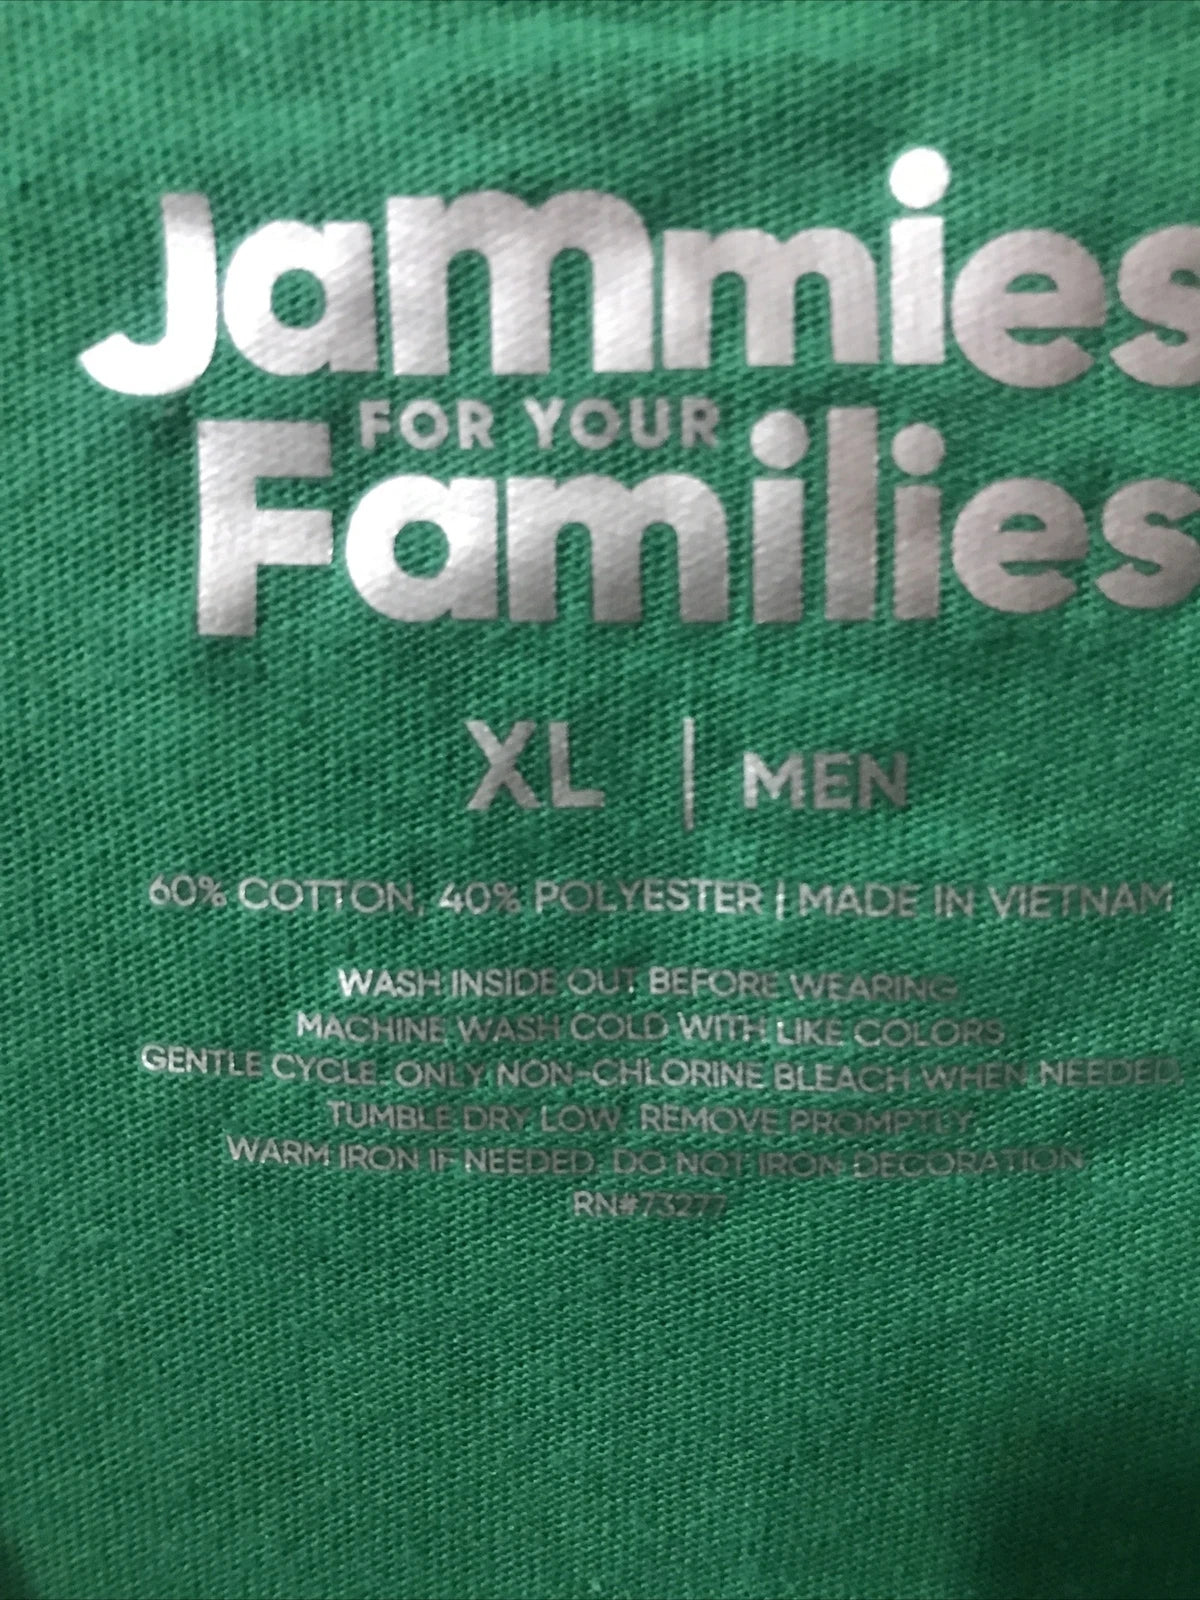 Jammies
FOR YOUR
Families
XL | MEN
60% COTTON, 40% POLYESTER | MADE IN VIETNAM
WASH INSIDE OUT BEFORE WEARING.
MACHINE WASH COLD WITH LIKE COLORS.
GENTLE CYCLE. ONLY NON-CHLORINE BLEACH WHEN NEEDED.
TUMBLE DRY LOW. REMOVE PROMPTLY.
WARM IRON IF NEEDED. DO NOT IRON DECORATION
RN#73277